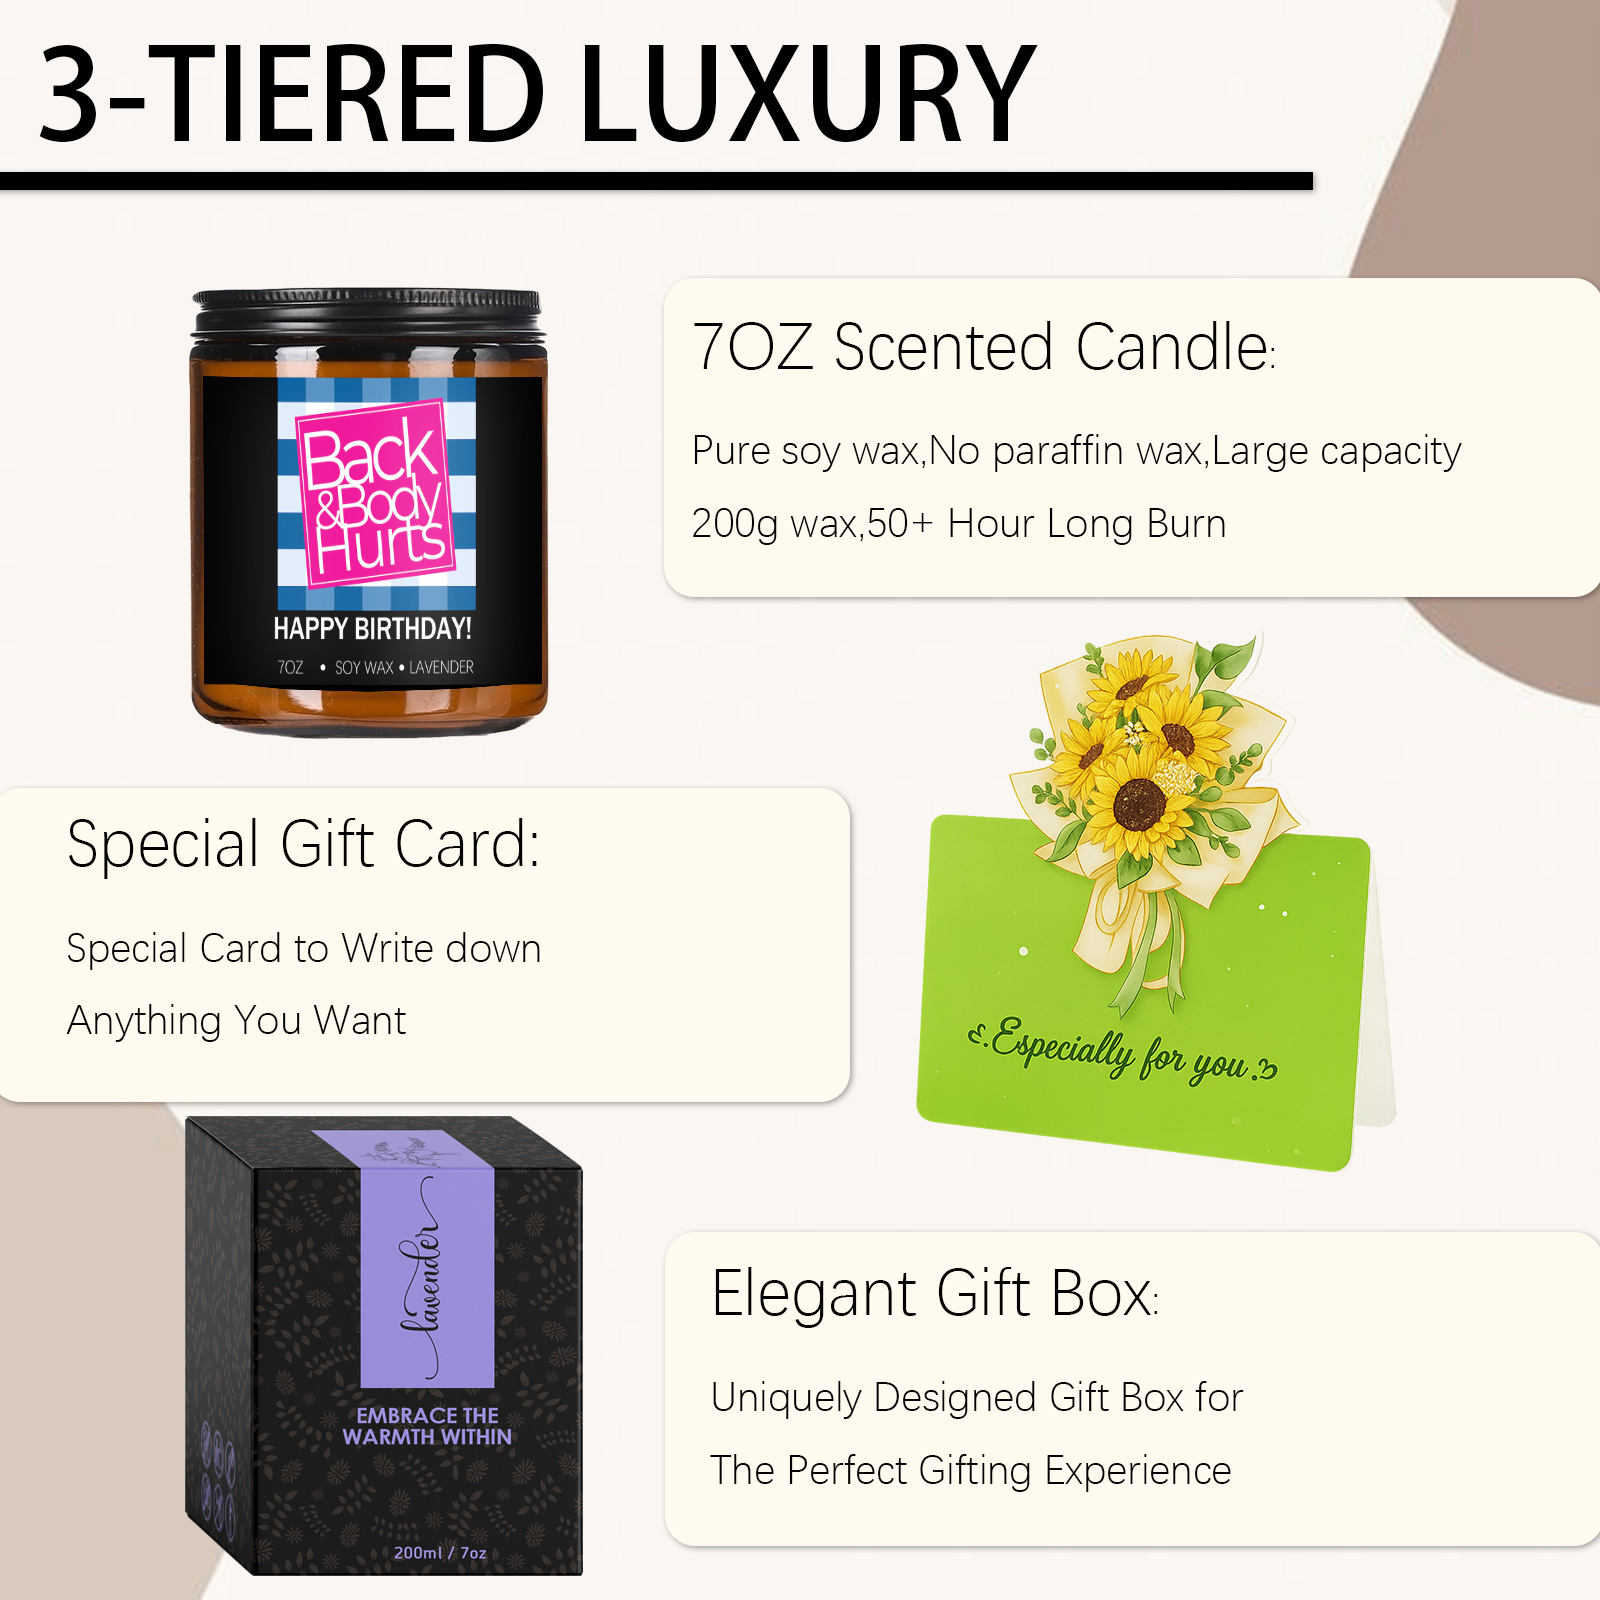 3-TIERED LUXURY
Back
&Body
Hurts
HAPPY BIRTHDAY!
7OZ • SOY WAX • LAVENDER
7OZ Scented Candle:
Pure soy wax,No paraffin wax,Large capacity
200g wax,50+ Hour Long Burn
Special Gift Card:
Special Card to Write down
Anything You Want
Especially for you
lavender
EMBRACE THE
WARMTH WITHIN
200ml / 7oz
Elegant Gift Box:
Uniquely Designed Gift Box for
The Perfect Gifting Experience